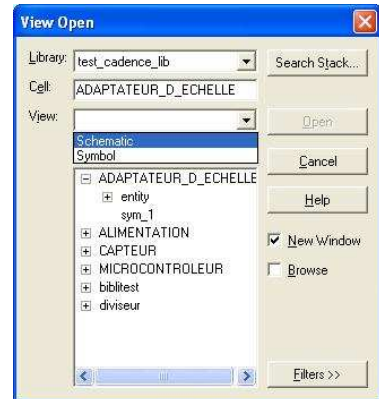 View Open
Library: test_cadence_lib Search Stack...
Cell: ADAPTATEUR_D_ECHELLE
View: Open
Schematic
Symbol
Cancel
ADAPTATEUR_D_ECHELLE
entity
Help
sym_1
ALIMENTATION
CAPTEUR
New Window
MICROCONTROLEUR
Browse
biblitest
diviseur
Filters >>